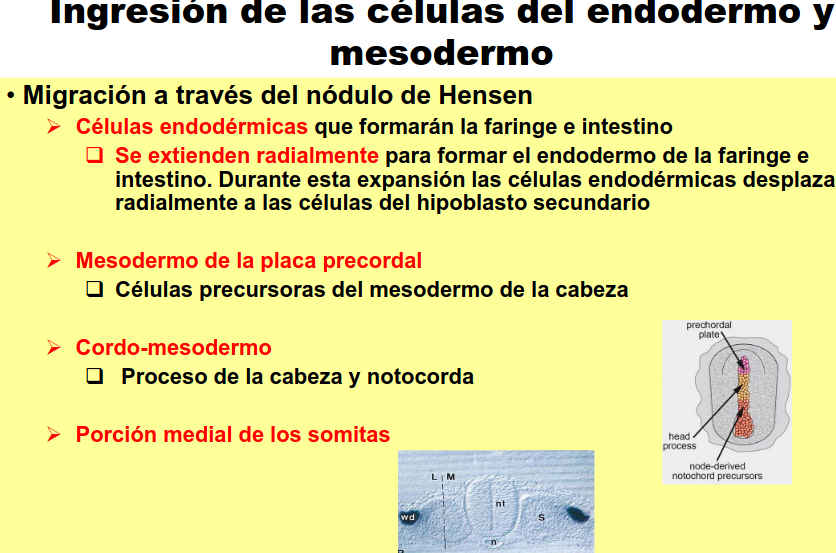 Ingresión de las células del endodermo y
mesodermo
• Migración a través del nódulo de Hensen
➢ Células endodérmicas que formarán la faringe e intestino
❑ Se extienden radialmente para formar el endodermo de la faringe e
intestino. Durante esta expansión las células endodérmicas desplaza
radialmente a las células del hipoblasto secundario
➢ Mesodermo de la placa precordal
❑ Células precursoras del mesodermo de la cabeza
➢ Cordo-mesodermo
❑ Proceso de la cabeza y notocorda
➢ Porción medial de los somitas
prechordal
plate
head
process
node-derived
notochord precursors
L M
nt
wd
S
n